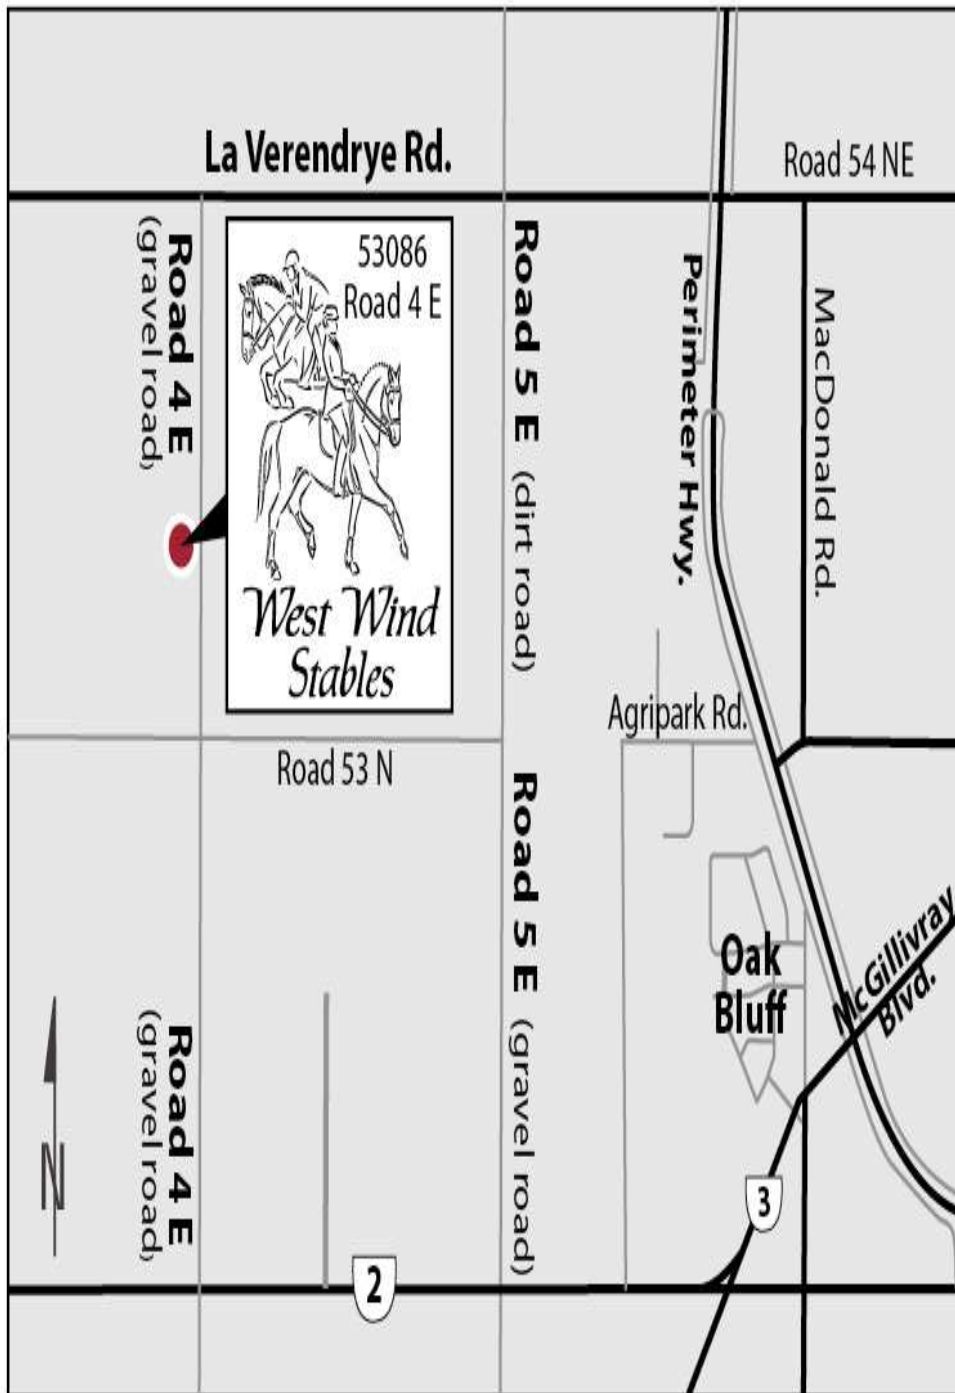 La Verendrye Rd.
Road 54 NE
Road 4 E
(gravel road)
53086
Road 4 E
West Wind
Stables
Road 5 E (dirt road)
Perimeter Hwy.
MacDonald Rd.
Agripark Rd.
Road 53 N
Road 5 E (gravel road)
Oak
Bluff
McGillivray
Blvd.
Road 4 E
(gravel road)
N
3
2